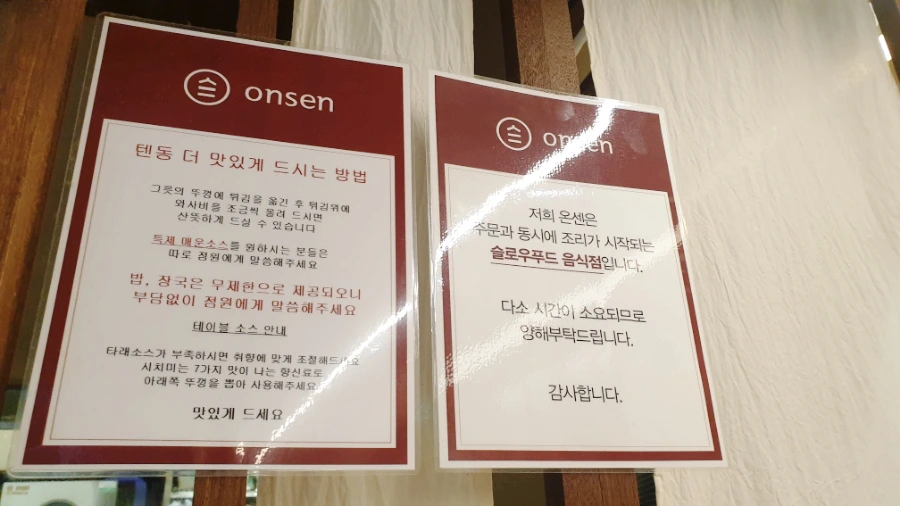 onsen
텐동 더 맛있게 드시는 방법
그릇의 뚜껑에 튀김을 옮긴 후 튀김위에
와사비를 조금씩 올려 드시면
산뜻하게 드실 수 있습니다
특제 매운소스를 원하시는 분들은
따로 점원에게 말씀해주세요
밥, 장국은 무제한으로 제공되오니
부담없이 점원에게 말씀해주세요
테이블 소스 안내
타래소스가 부족하시면 취향에 맞게 조절해드세요
시치미는 7가지 맛이 나는 향신료로
아래쪽 뚜껑을 뽑아 사용해주세요
맛있게 드세요
onsen
저희 온센은
주문과 동시에 조리가 시작되는
슬로우푸드 음식점입니다.
다소 시간이 소요되므로
양해부탁드립니다.
감사합니다.